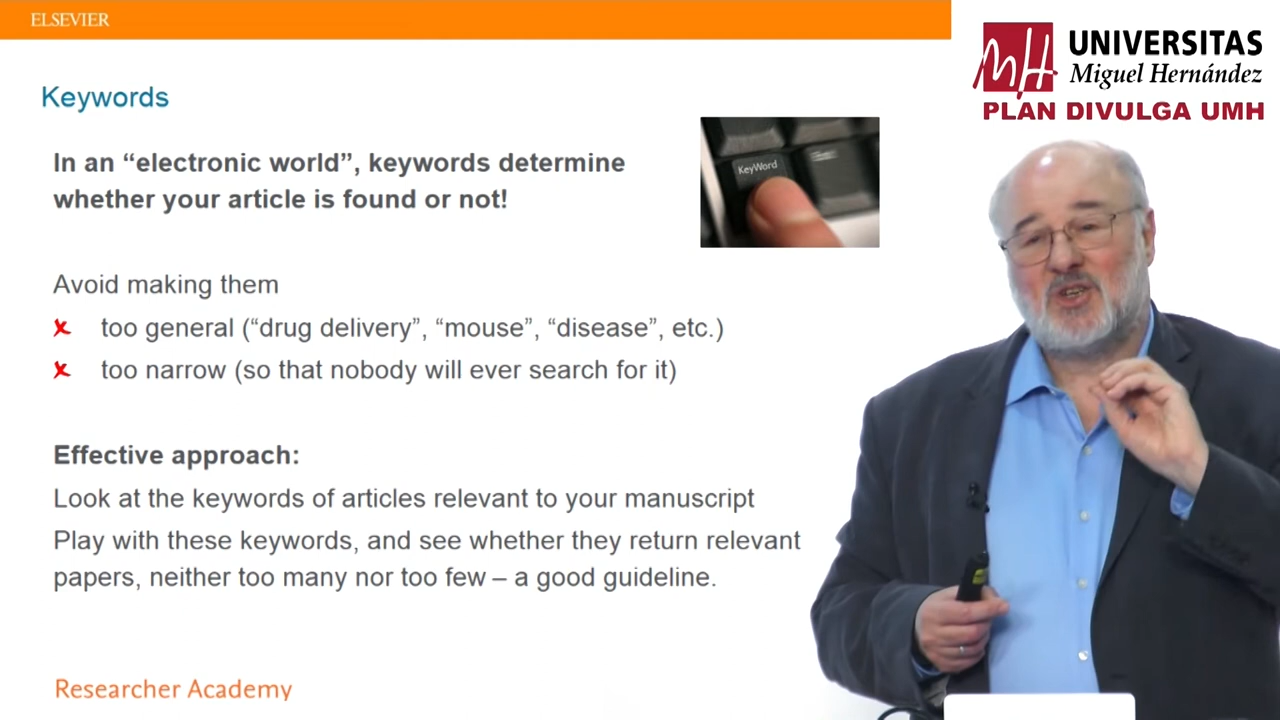 ELSEVIER
UNIVERSITAS
Miguel Hernández
PLAN DIVULGA UMH
Keywords
In an “electronic world”, keywords determine
whether your article is found or not!
KeyWord
Avoid making them
too general (“drug delivery”, “mouse”, “disease”, etc.)
too narrow (so that nobody will ever search for it)
Effective approach:
Look at the keywords of articles relevant to your manuscript
Play with these keywords, and see whether they return relevant
papers, neither too many nor too few – a good guideline.
Researcher Academy